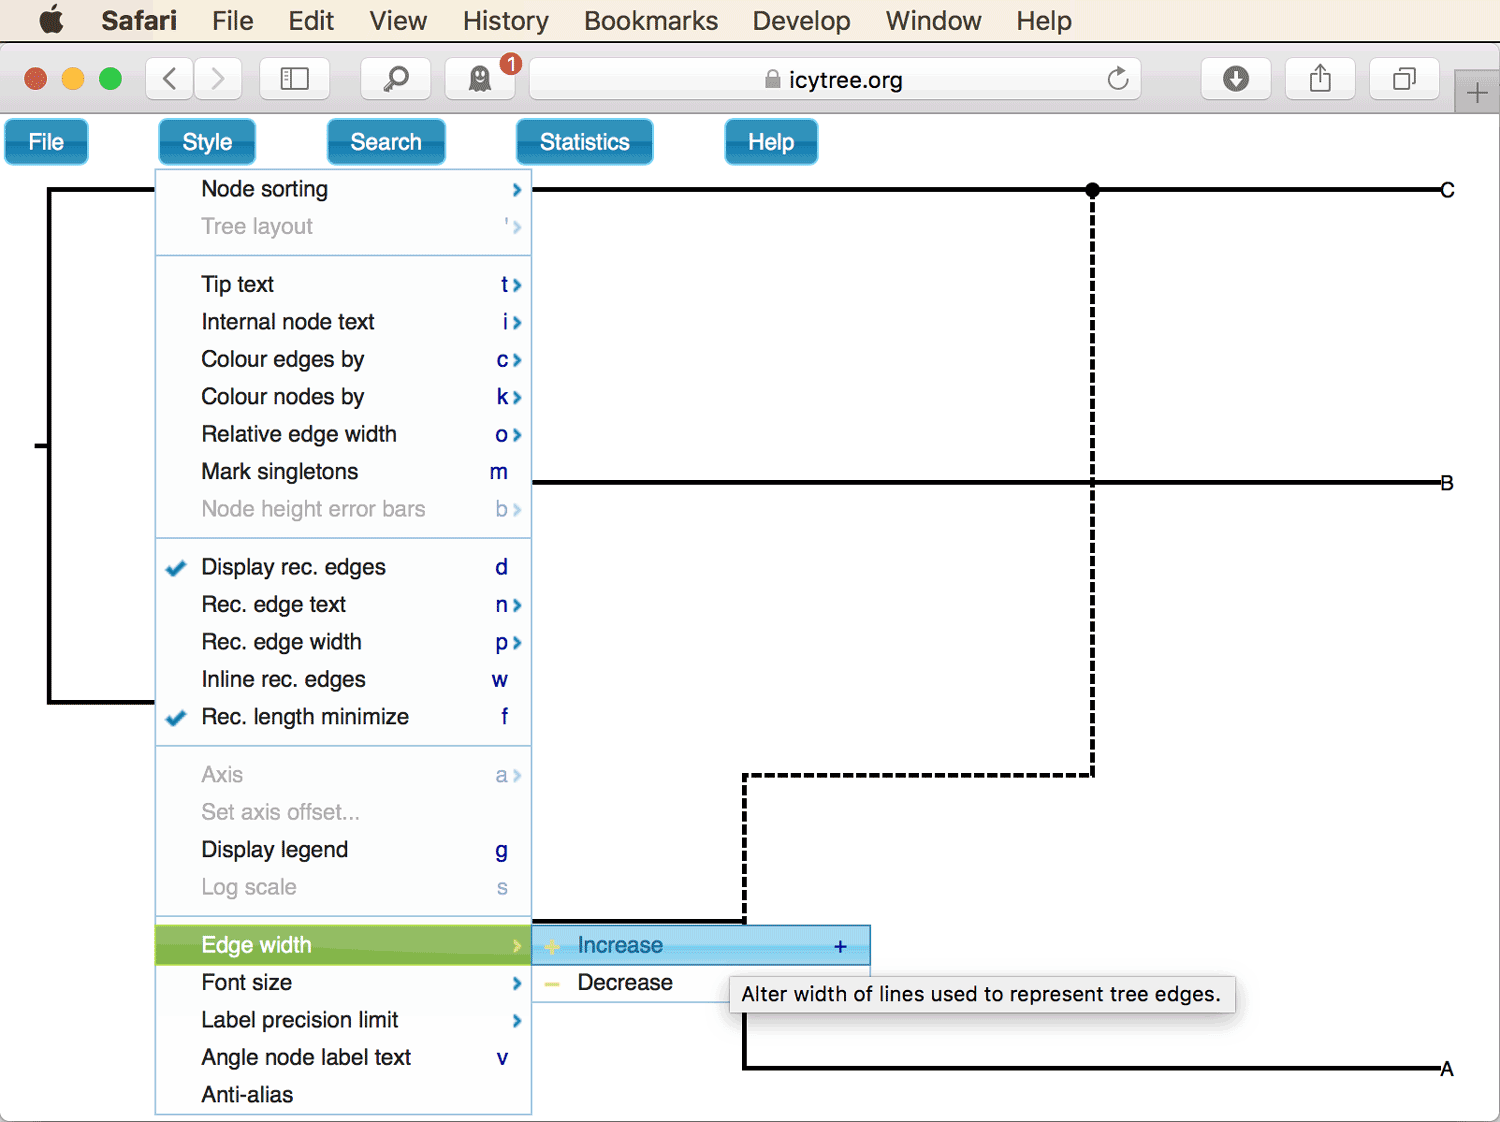 Safari File Edit View History Bookmarks Develop Window Help
1
icytree.org
File Style Search Statistics Help
Node sorting
Tree layout '
Tip text t
Internal node text i
Colour edges by c
Colour nodes by k
Relative edge width o
Mark singletons m
Node height error bars b
Display rec. edges d
Rec. edge text n
Rec. edge width p
Inline rec. edges w
Rec. length minimize f
Axis a
Set axis offset...
Display legend g
Log scale s
Edge width
Font size
Label precision limit
Angle node label text v
Anti-alias
Increase +
Decrease
Alter width of lines used to represent tree edges.
C
B
A